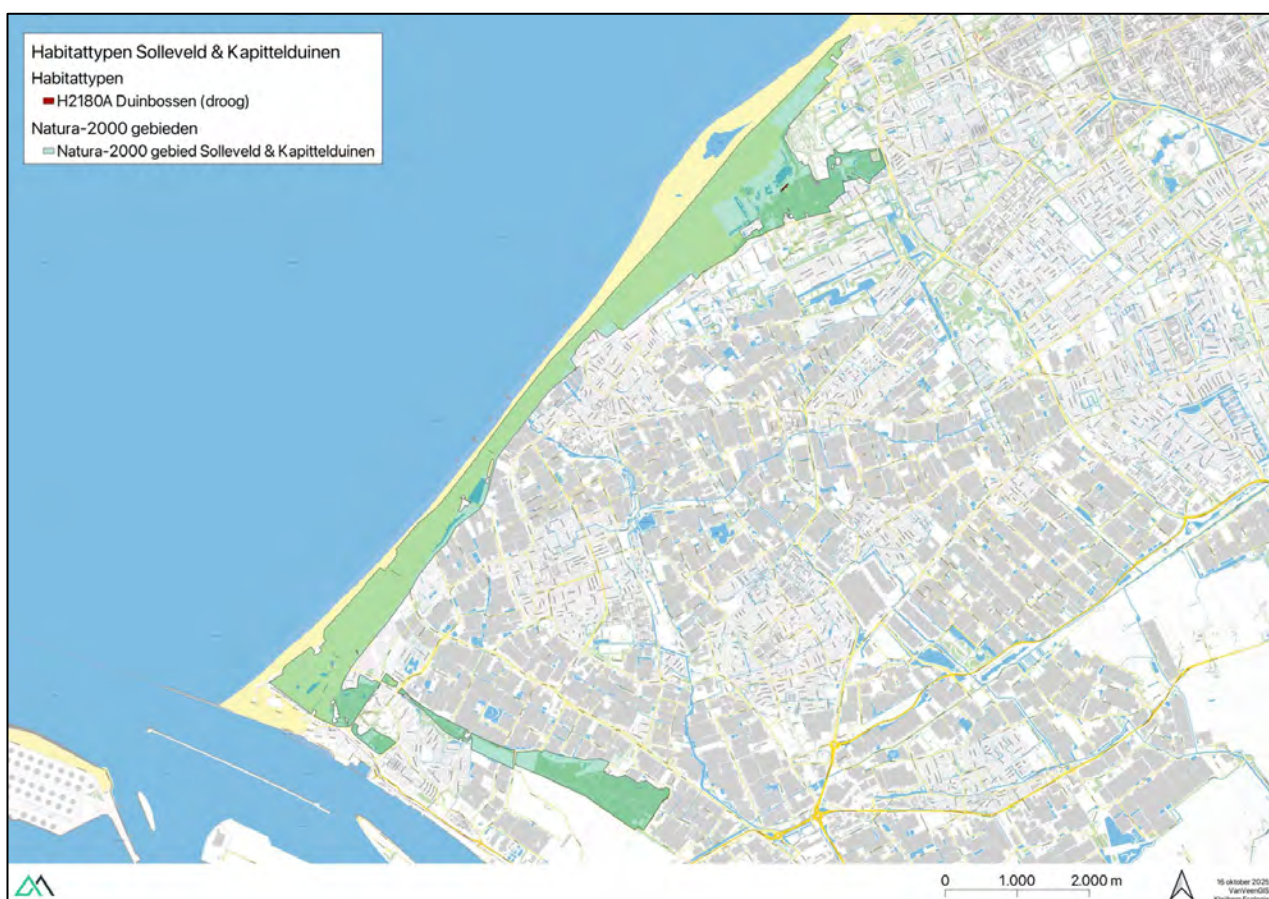 Habitattypen Solleveld & Kapittelduinen
Habitattypen
H2180A Duinbossen (droog)
Natura-2000 gebieden
Natura-2000 gebied Solleveld & Kapittelduinen
0 1.000 2.000 m
16 oktober 2025
VanVeenGIS